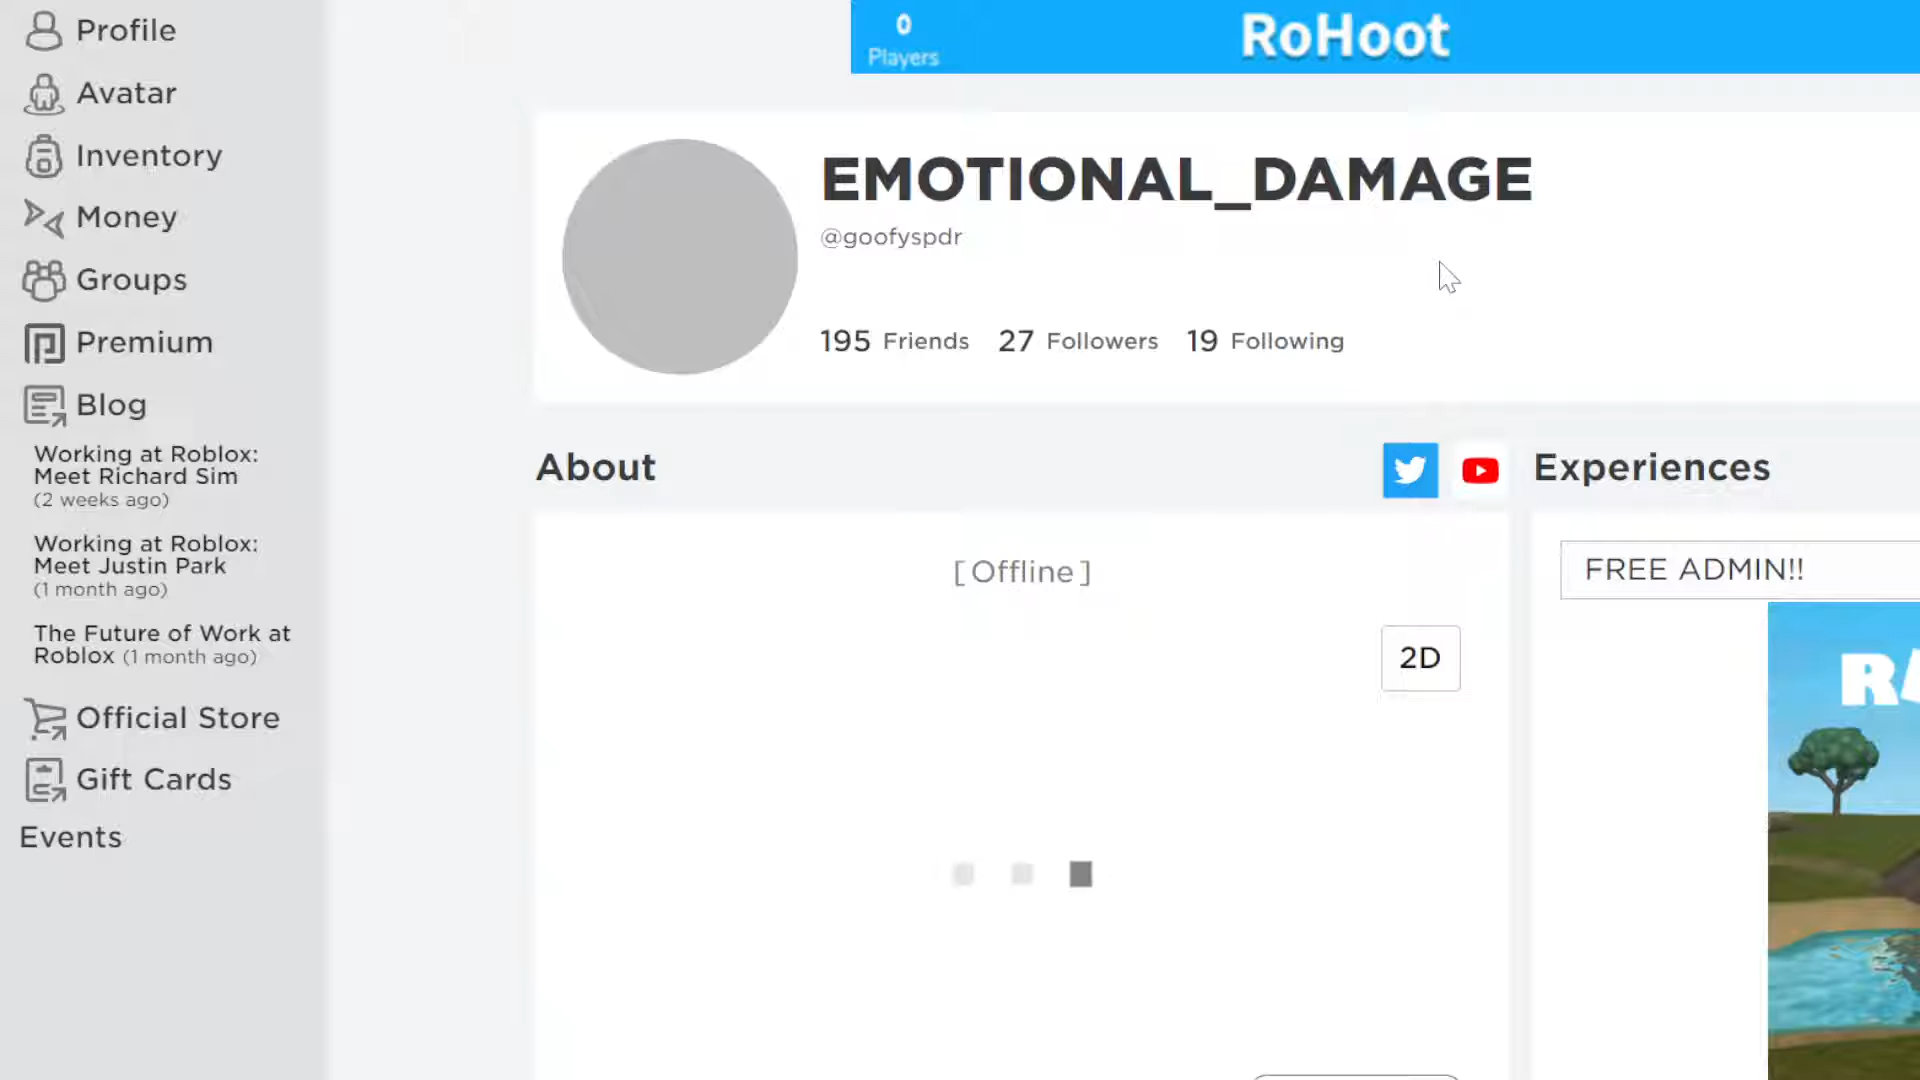 Profile
Avatar
Inventory
Money
Groups
Premium
Blog
Working at Roblox:
Meet Richard Sim
(2 weeks ago)
Working at Roblox:
Meet Justin Park
(1 month ago)
The Future of Work at
Roblox (1 month ago)
Official Store
Gift Cards
Events
0
Players
RoHoot
EMOTIONAL_DAMAGE
@goofyspdr
195 Friends 27 Followers 19 Following
About
[ Offline ]
2D
Experiences
FREE ADMIN!!